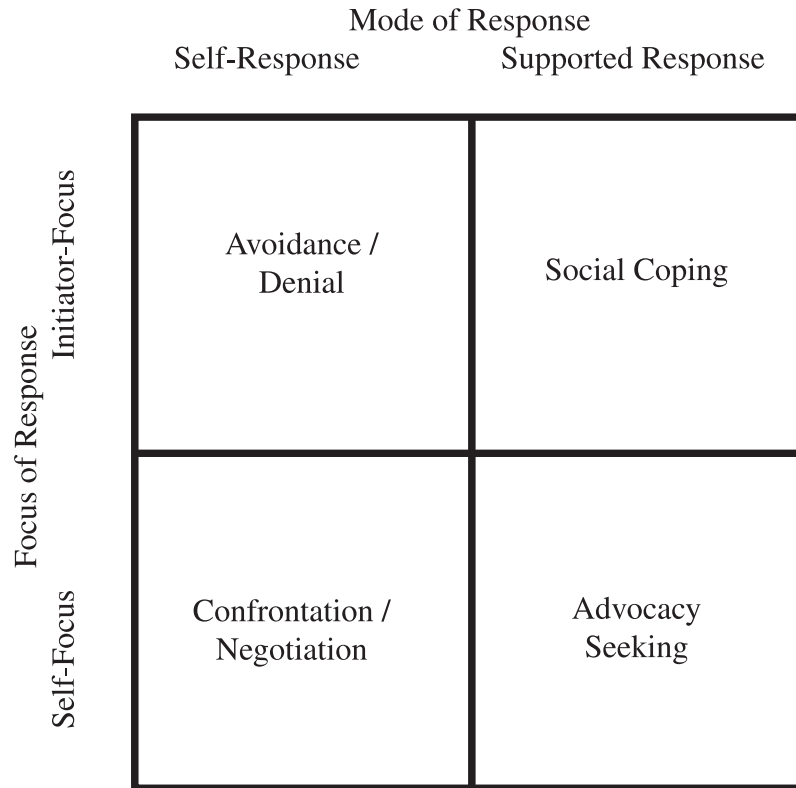 Mode of Response
Self-Response
Supported Response
Focus of Response
Initiator-Focus
Avoidance /
Denial
Social Coping
Self-Focus
Confrontation /
Negotiation
Advocacy
Seeking